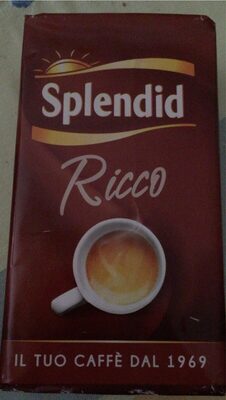 Splendid
Ricco
IL TUO CAFFÈ DAL 1969